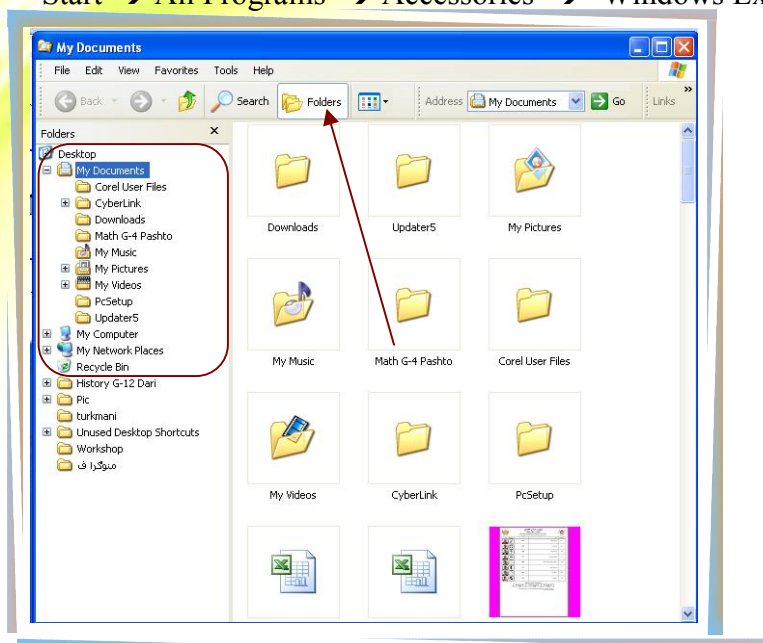 Start → All Programs → Accessories → Windows Ex
My Documents
File Edit View Favorites Tools Help
Back Search Folders Address My Documents Go Links »
Folders ×
Desktop
My Documents
Corel User Files
CyberLink
Downloads
Math G-4 Pashto
My Music
My Pictures
My Videos
PcSetup
Updater5
My Computer
My Network Places
Recycle Bin
History G-12 Dari
Pic
turkmani
Unused Desktop Shortcuts
Workshop
منوگرا ف
Downloads Updater5 My Pictures
My Music Math G-4 Pashto Corel User Files
My Videos CyberLink PcSetup